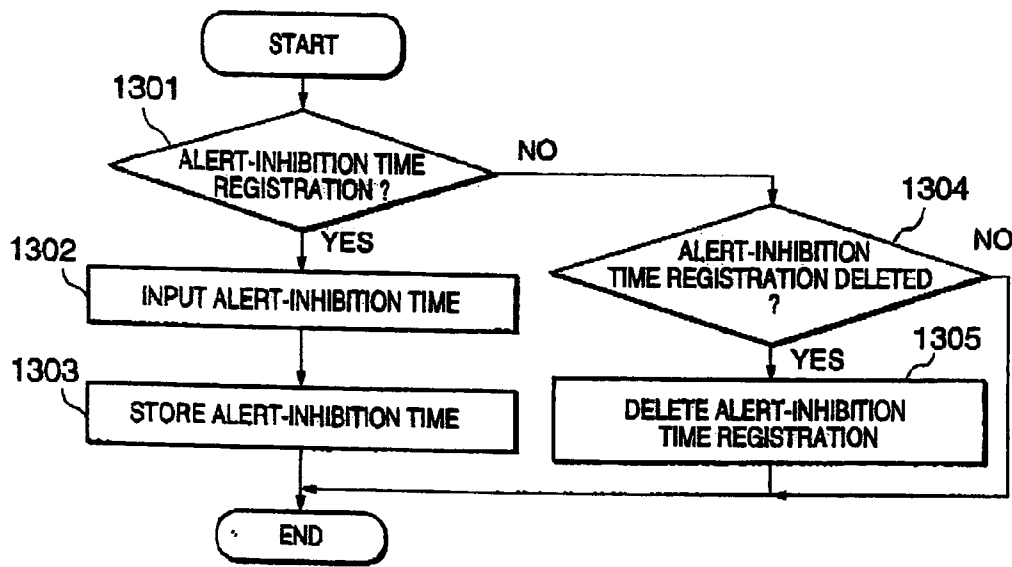 START
1301
ALERT-INHIBITION TIME
REGISTRATION ?
NO
YES
1302
INPUT ALERT-INHIBITION TIME
1303
STORE ALERT-INHIBITION TIME
1304
ALERT-INHIBITION
TIME REGISTRATION DELETED
?
NO
YES
1305
DELETE ALERT-INHIBITION
TIME REGISTRATION
END